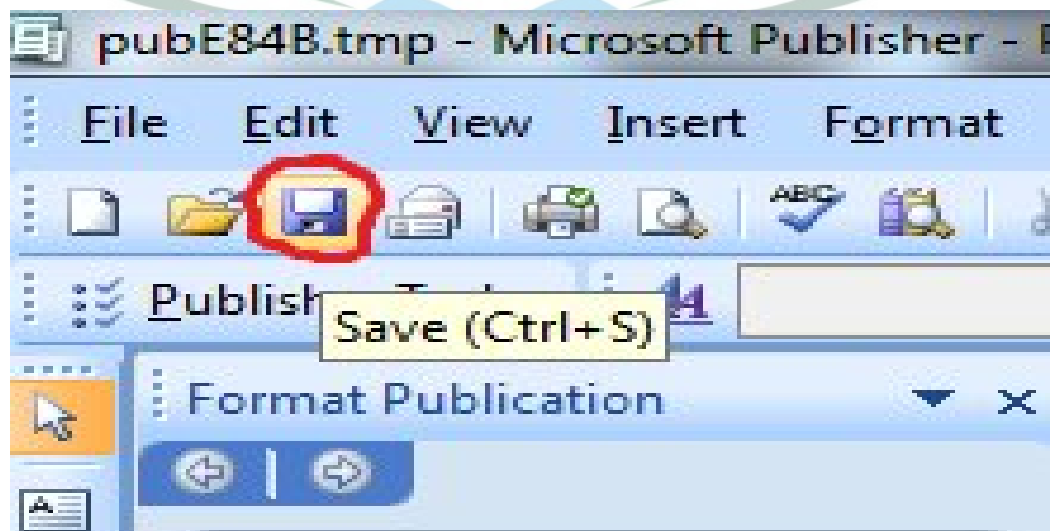 pubE84B.tmp - Microsoft Publisher -
File Edit View Insert Format
ABC
Save (Ctrl+S)
Format Publication
A